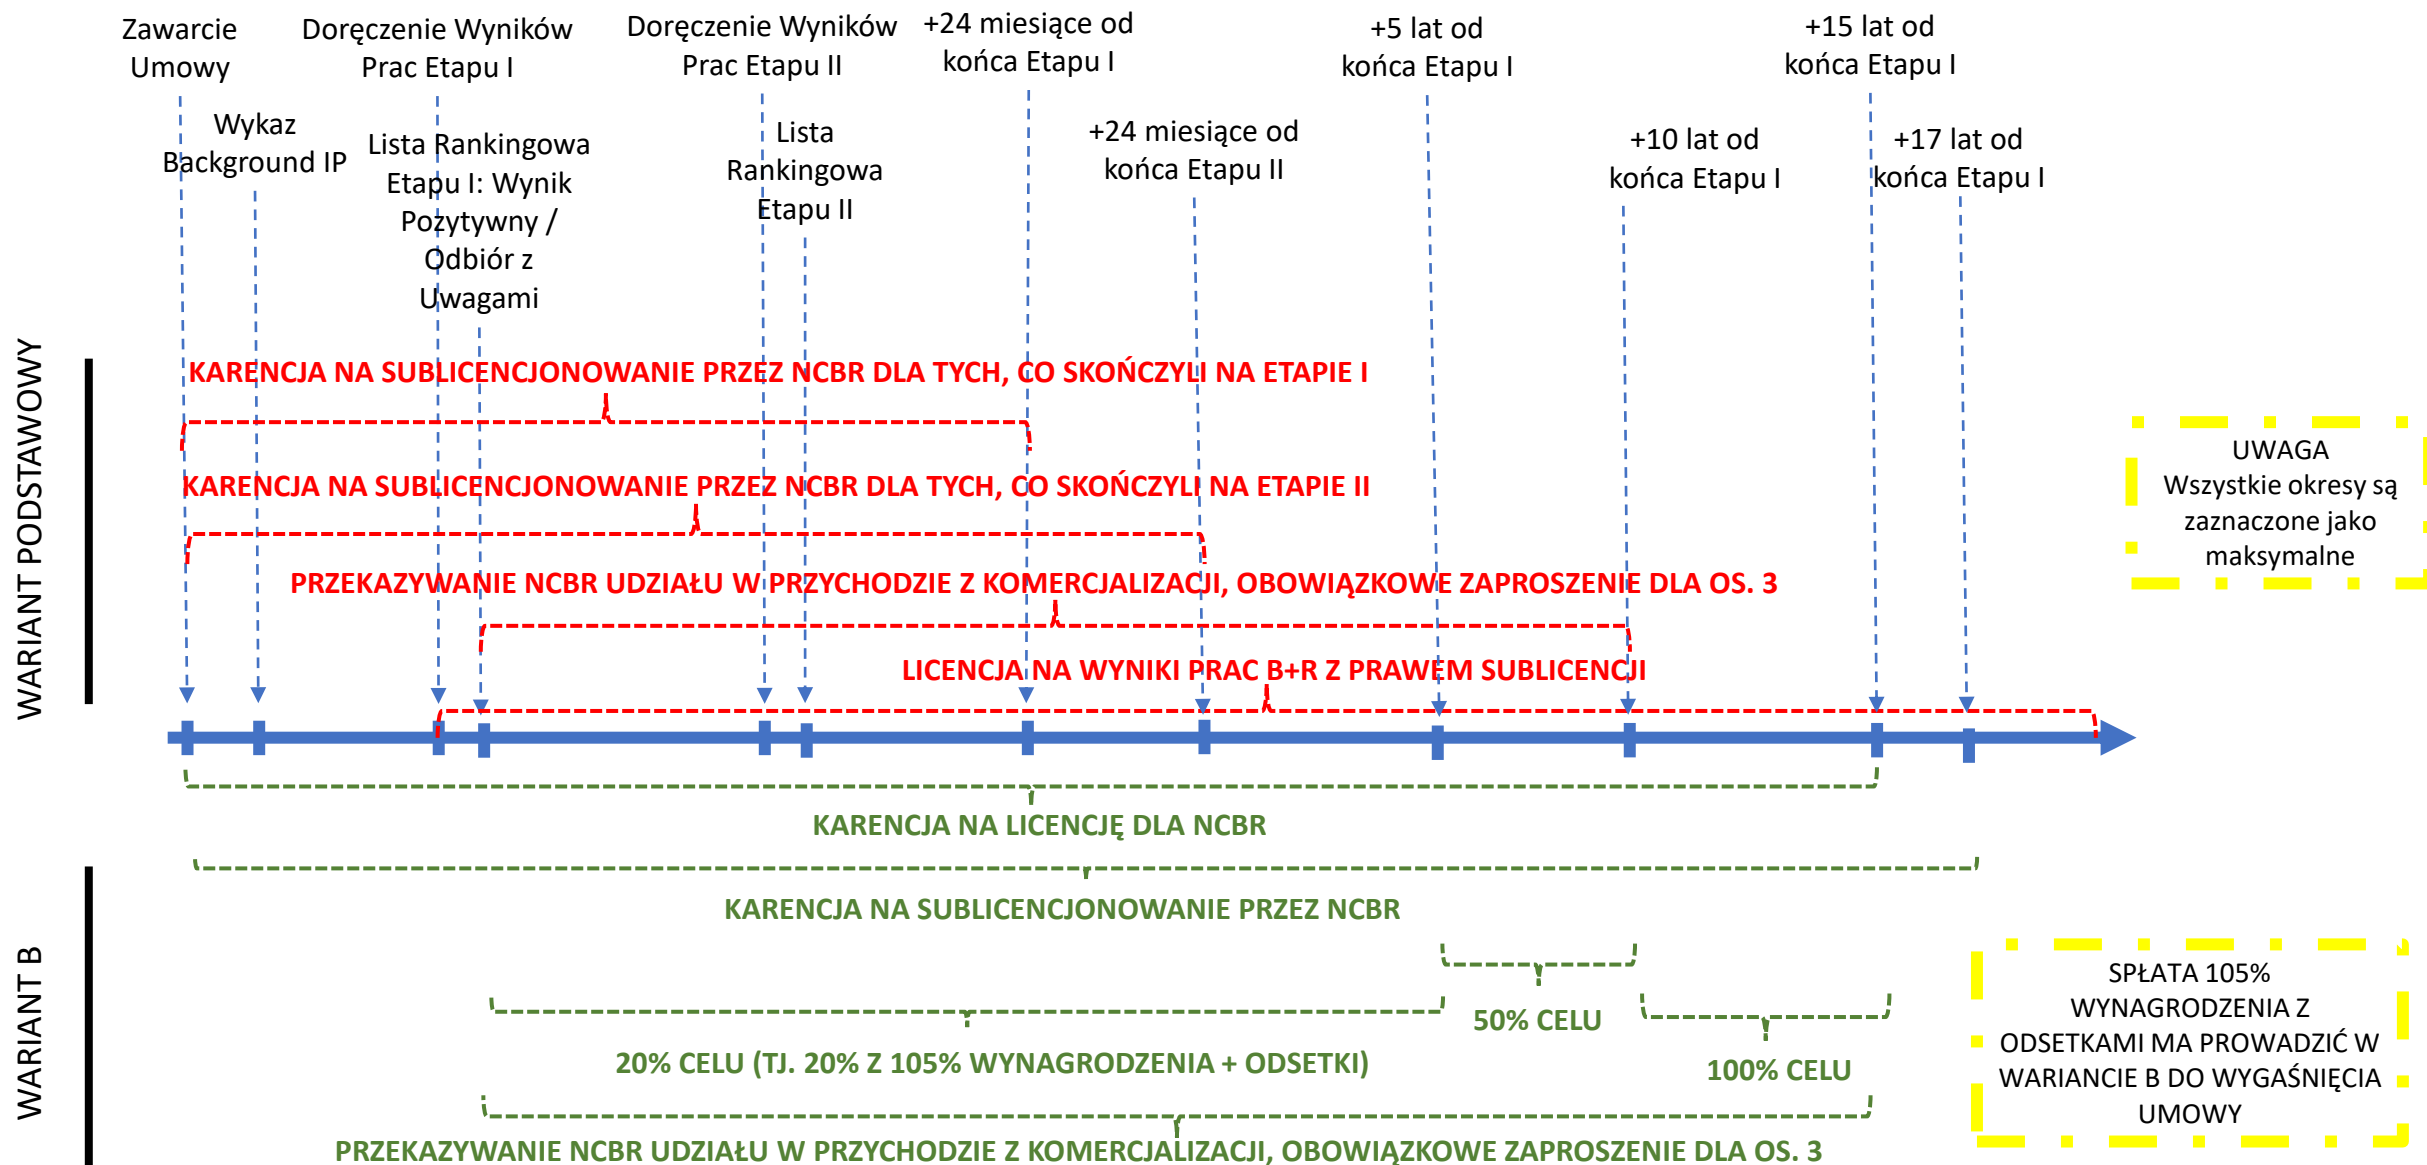 Zawarcie
Umowy
Doręczenie Wyników
Prac Etapu I
Doręczenie Wyników
Prac Etapu II
+24 miesiące od
końca Etapu I
+5 lat od
końca Etapu I
+15 lat od
końca Etapu I
Wykaz
Background IP
Lista Rankingowa
Etapu I: Wynik
Pozytywny /
Odbiór z
Uwagami
Lista
Rankingowa
Etapu II
+24 miesiące od
końca Etapu II
+10 lat od
końca Etapu I
+17 lat od
końca Etapu I
WARIANT PODSTAWOWY
KARENCJA NA SUBLICENCJONOWANIE PRZEZ NCBR DLA TYCH, CO SKOŃCZYLI NA ETAPIE I
KARENCJA NA SUBLICENCJONOWANIE PRZEZ NCBR DLA TYCH, CO SKOŃCZYLI NA ETAPIE II
PRZEKAZYWANIE NCBR UDZIAŁU W PRZYCHODZIE Z KOMERCJALIZACJI, OBOWIĄZKOWE ZAPROSZENIE DLA OS. 3
LICENCJA NA WYNIKI PRAC B+R Z PRAWEM SUBLICENCJI
UWAGA
Wszystkie okresy są
zaznaczone jako
maksymalne
KARENCJA NA LICENCJĘ DLA NCBR
WARIANT B
KARENCJA NA SUBLICENCJONOWANIE PRZEZ NCBR
50% CELU
20% CELU (TJ. 20% Z 105% WYNAGRODZENIA + ODSETKI)
100% CELU
PRZEKAZYWANIE NCBR UDZIAŁU W PRZYCHODZIE Z KOMERCJALIZACJI, OBOWIĄZKOWE ZAPROSZENIE DLA OS. 3
SPŁATA 105%
WYNAGRODZENIA Z
ODSETKAMI MA PROWADZIĆ W
WARIANCIE B DO WYGAŚNIĘCIA
UMOWY